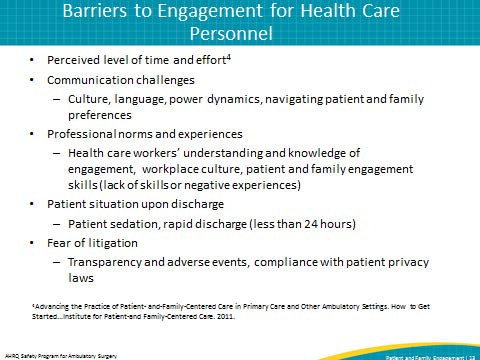 Barriers to Engagement for Health Care
Personnel
• Perceived level of time and effort⁴
• Communication challenges
– Culture, language, power dynamics, navigating patient and family
preferences
• Professional norms and experiences
– Health care workers’ understanding and knowledge of
engagement, workplace culture, patient and family engagement
skills (lack of skills or negative experiences)
• Patient situation upon discharge
– Patient sedation, rapid discharge (less than 24 hours)
• Fear of litigation
– Transparency and adverse events, compliance with patient privacy
laws
⁴Advancing the Practice of Patient- and-Family-Centered Care in Primary Care and Other Ambulatory Settings. How to Get
Started...Institute for Patient-and Family-Centered Care. 2011.
AHRQ Safety Program for Ambulatory Surgery
Patient and Family Engagement | 13